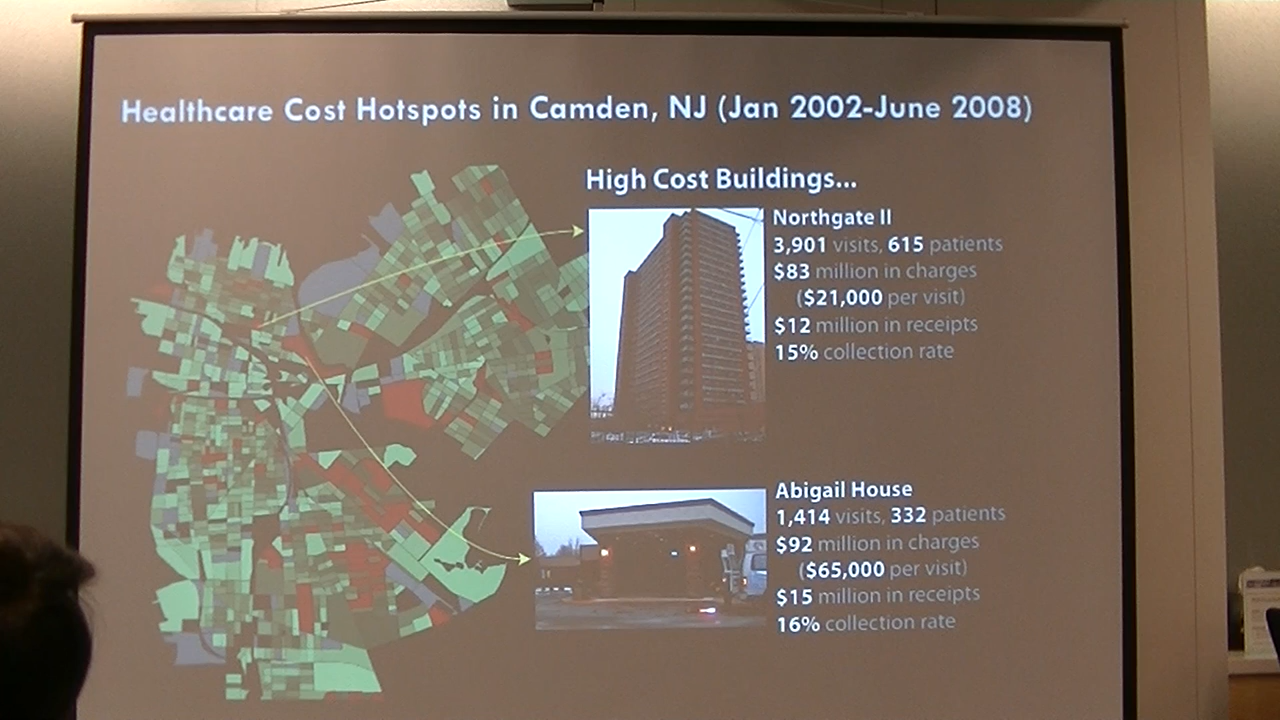 Healthcare Cost Hotspots in Camden, NJ (Jan 2002-June 2008)
High Cost Buildings...
Northgate II
3,901 visits, 615 patients
$83 million in charges
($21,000 per visit)
$12 million in receipts
15% collection rate
Abigail House
1,414 visits, 332 patients
$92 million in charges
($65,000 per visit)
$15 million in receipts
16% collection rate